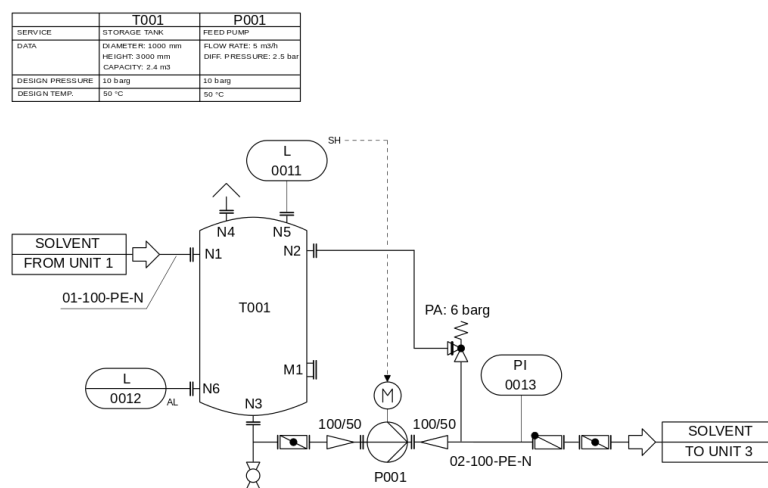 T001 P001
SERVICE STORAGE TANK FEED PUMP
DATA DIAMETER: 1000 mm FLOW RATE: 5 m3/h
HEIGHT: 3000 mm DIFF. PRESSURE: 2.5 bar
CAPACITY: 2.4 m3
DESIGN PRESSURE 10 barg 10 barg
DESIGN TEMP. 50 °C 50 °C
SH
L
0011
N4 N5
SOLVENT
FROM UNIT 1
N1 N2
01-100-PE-N
T001
PA: 6 barg
M1
PI
0013
L
0012
AL
N6
M
N3
100/50 100/50
SOLVENT
TO UNIT 3
02-100-PE-N
P001